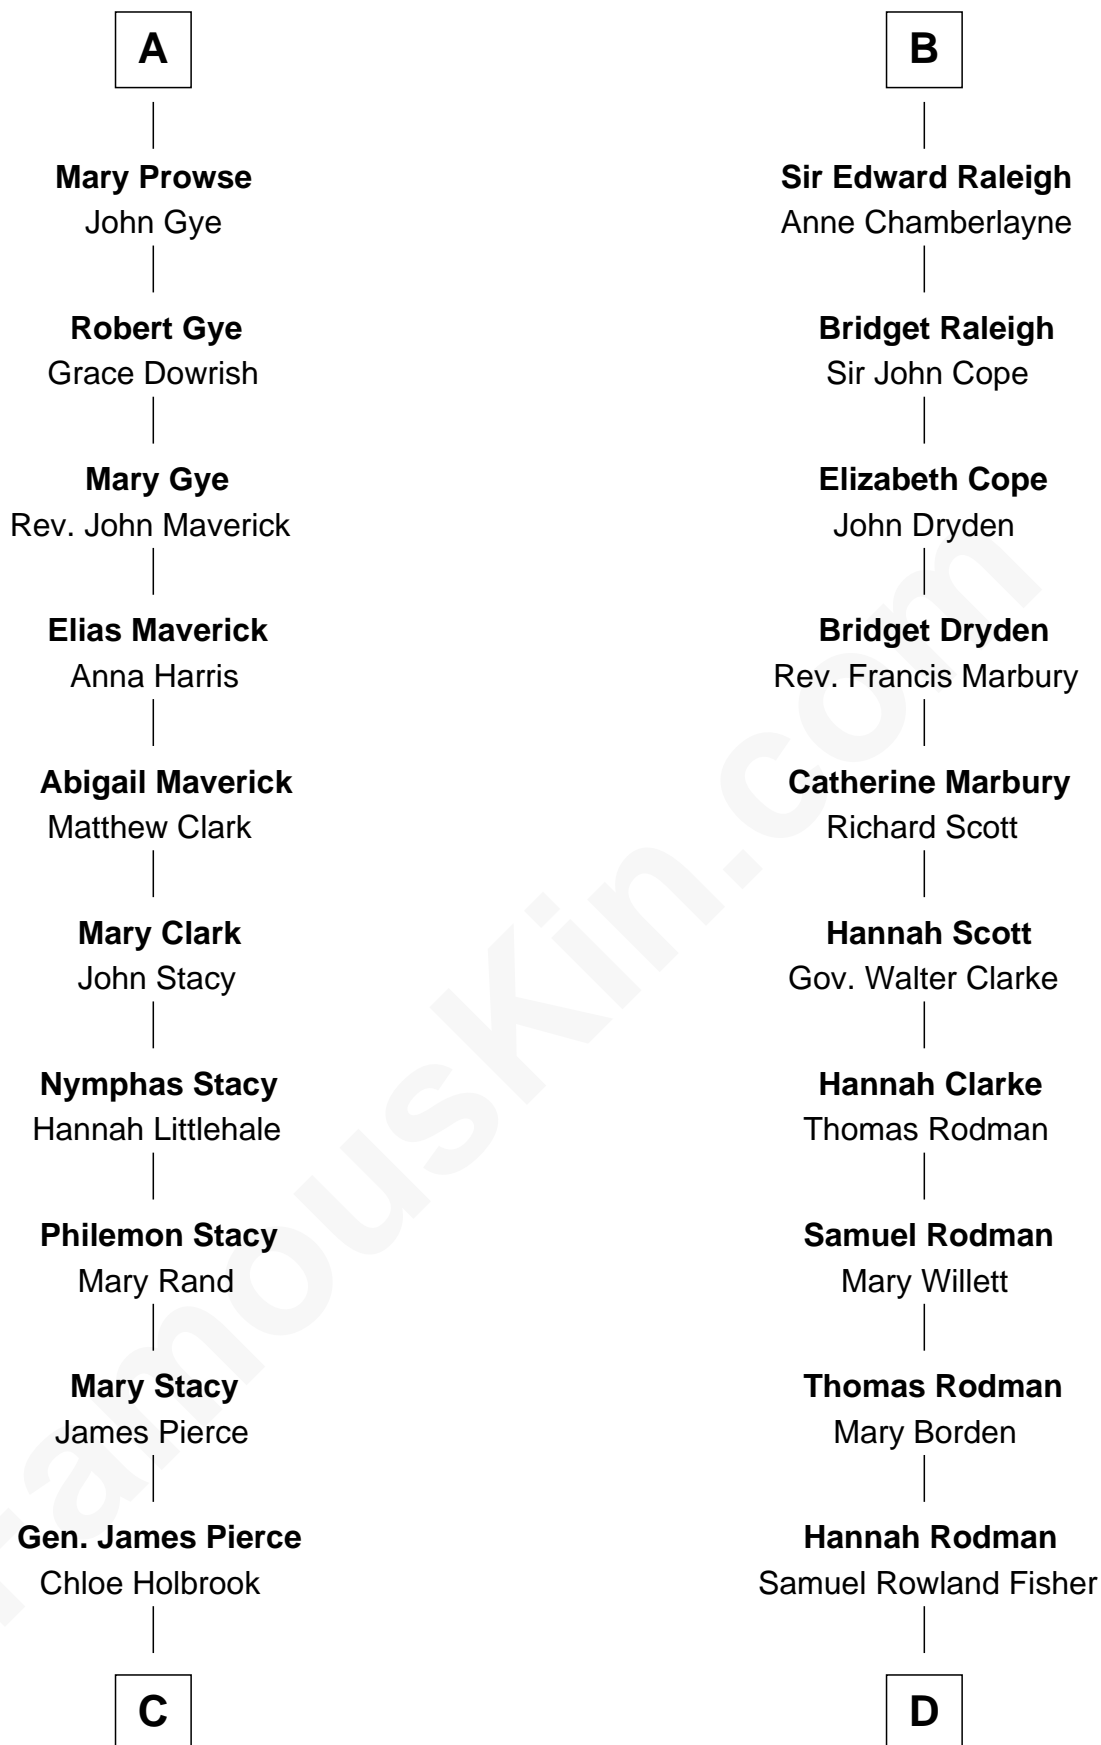 A
Mary Prowse
John Gye
Robert Gye
Grace Dowrish
Mary Gye
Rev. John Maverick
Elias Maverick
Anna Harris
Abigail Maverick
Matthew Clark
Mary Clark
John Stacy
Nymphas Stacy
Hannah Littlehale
Philemon Stacy
Mary Rand
Mary Stacy
James Pierce
Gen. James Pierce
Chloe Holbrook
C
B
Sir Edward Raleigh
Anne Chamberlayne
Bridget Raleigh
Sir John Cope
Elizabeth Cope
John Dryden
Bridget Dryden
Rev. Francis Marbury
Catherine Marbury
Richard Scott
Hannah Scott
Gov. Walter Clarke
Hannah Clarke
Thomas Rodman
Samuel Rodman
Mary Willett
Thomas Rodman
Mary Borden
Hannah Rodman
Samuel Rowland Fisher
D
FamousKin.com